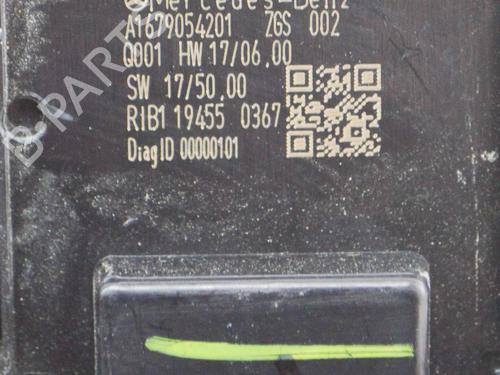 Mercedes-Benz
A1679054201 ZGS 002
Q001 HW 17/06,00
SW 17/50,00
RIB1 19455 0367
DiagID 00000101
B PARTS